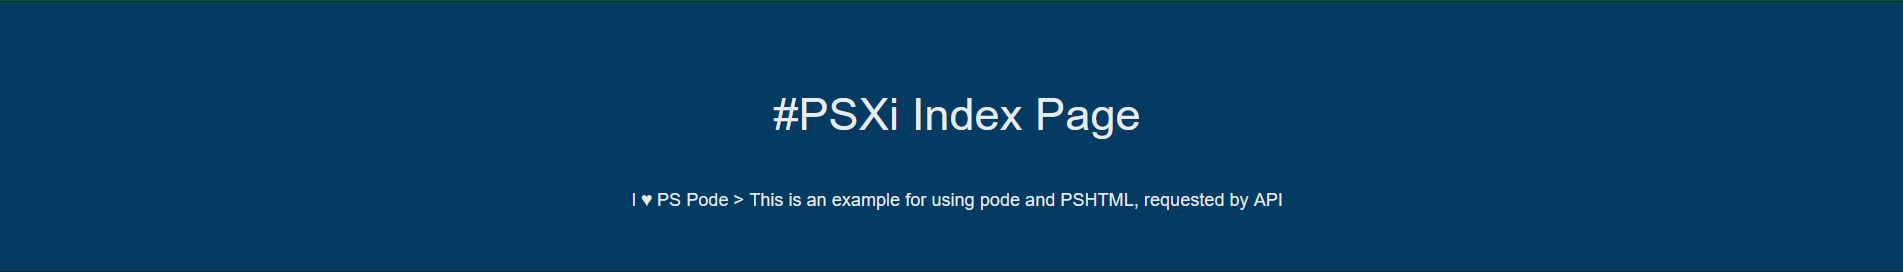 #PSXi Index Page
I ♥ PS Pode > This is an example for using pode and PSHTML, requested by API